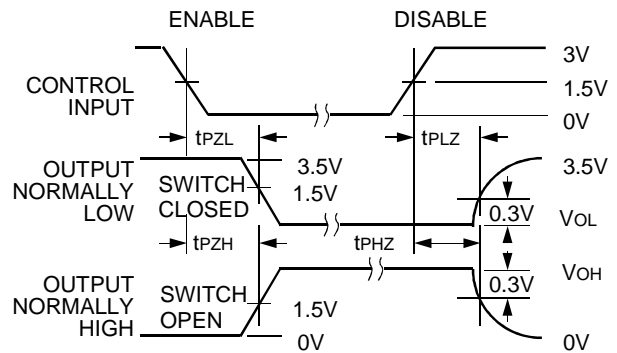 ENABLE DISABLE
3V
CONTROL
INPUT
1.5V
0V
tPZL
tPLZ
OUTPUT
NORMALLY
LOW
SWITCH
CLOSED
3.5V
1.5V
3.5V
0.3V
VOL
tPZH
tPHZ
OUTPUT
NORMALLY
HIGH
SWITCH
OPEN
1.5V
0V
0.3V
VOH
0V